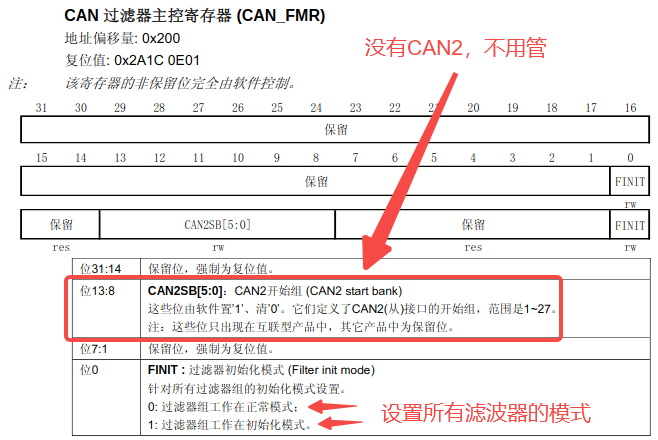 CAN 过滤器主控寄存器 (CAN_FMR)
地址偏移量: 0x200
复位值: 0x2A1C 0E01
没有CAN2，不用管
注： 该寄存器的非保留位完全由软件控制。
31 30 29 28 27 26 25 24 23 22 21 20 19 18 17 16
保留
15 14 13 12 11 10 9 8 7 6 5 4 3 2 1 0
保留 FINIT
rw
保留 CAN2SB[5:0] 保留 FINIT
res rw res rw
位31:14 保留位，强制为复位值。
位13:8 CAN2SB[5:0]：CAN2开始组 (CAN2 start bank)
这些位由软件置'1'、清'0'。它们定义了CAN2(从)接口的开始组，范围是1~27。
注：这些位只出现在互联型产品中，其它产品中为保留位。
位7:1 保留位，强制为复位值。
位0 FINIT : 过滤器初始化模式 (Filter init mode)
针对所有过滤器组的初始化模式设置。
0: 过滤器组工作在正常模式；
1: 过滤器组工作在初始化模式。
设置所有滤波器的模式